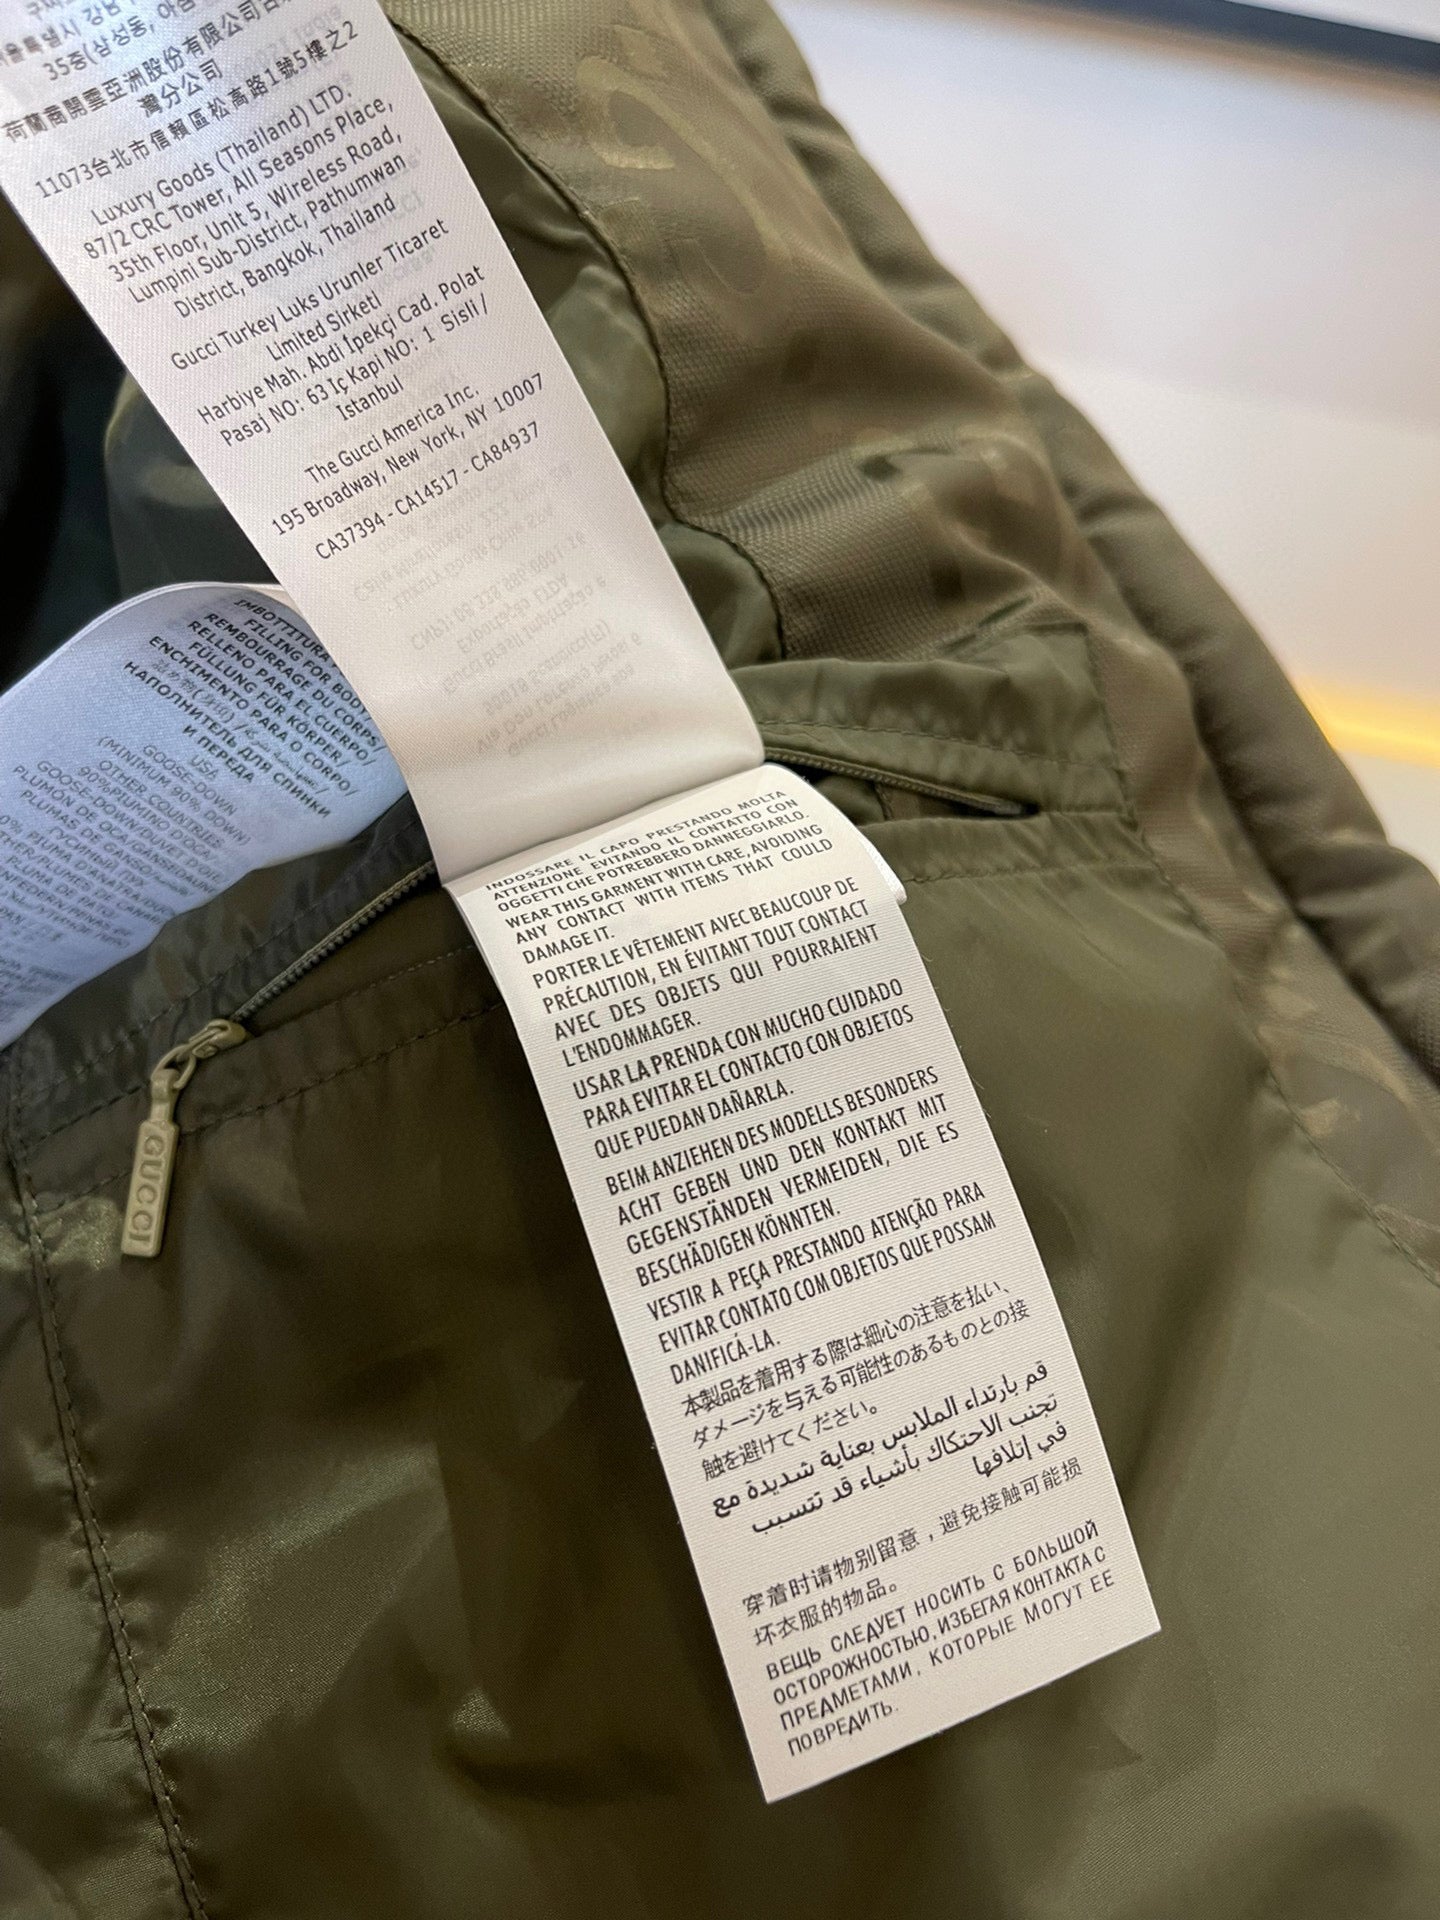 35층(삼성동,
荷蘭商開雲亞洲股份有限公司台
灣分公司
11073台北市信義區松高路1號5樓之2
Luxury Goods (Thailand) LTD.
87/2 CRC Tower, All Seasons Place,
35th Floor, Unit 5, Wireless Road,
Lumpini Sub-District, Pathumwan
District, Bangkok, Thailand
Gucci Turkey Luks Urunler Ticaret
Limited Sirketl
Harbiye Mah. Abdi İpekçi Cad. Polat
Pasaj NO: 63 İç Kapi NO: 1 Sisli /
İstanbul
The Gucci America Inc.
195 Broadway, New York, NY 10007
CA37394 - CA14517 - CA84937
IMBOTTITURA
FILLING FOR BODY/
REMBOURRAGE DU CORPS/
RELLENO PARA EL CUERPO/
FÜLLUNG FÜR KÖRPER/
ENCHIMENTO PARA O CORPO/
НАПОЛНИТЕЛЬ ДЛЯ СПИНКИ
И ПЕРЕДА
USA
GOOSE-DOWN
(MINIMUM 90% DOWN)
OTHER COUNTRIES
GUCCI
INDOSSARE IL CAPO PRESTANDO MOLTA
ATTENZIONE EVITANDO IL CONTATTO CON
OGGETTI CHE POTREBBERO DANNEGGIARLO.
WEAR THIS GARMENT WITH CARE, AVOIDING
ANY CONTACT WITH ITEMS THAT COULD
DAMAGE IT.
PORTER LE VÊTEMENT AVEC BEAUCOUP DE
PRÉCAUTION, EN ÉVITANT TOUT CONTACT
AVEC DES OBJETS QUI POURRAIENT
L'ENDOMMAGER.
USAR LA PRENDA CON MUCHO CUIDADO
PARA EVITAR EL CONTACTO CON OBJETOS
QUE PUEDAN DAÑARLA.
BEIM ANZIEHEN DES MODELLS BESONDERS
ACHT GEBEN UND DEN KONTAKT MIT
GEGENSTÄNDEN VERMEIDEN, DIE ES
BESCHÄDIGEN KÖNNTEN.
VESTIR A PEÇA PRESTANDO ATENÇÃO PARA
EVITAR CONTATO COM OBJETOS QUE POSSAM
DANIFICÁ-LA.
本製品を着用する際は細心の注意を払い、
ダメージを与える可能性のあるものとの接
触を避けてください。
قم بارتداء الملابس بعناية شديدة مع
تجنب الاحتكاك بأشياء قد تتسبب
في إتلافها
穿着时请特别留意，避免接触可能损
坏衣服的物品。
ВЕЩЬ СЛЕДУЕТ НОСИТЬ С БОЛЬШОЙ
ОСТОРОЖНОСТЬЮ, ИЗБЕГАЯ КОНТАКТА С
ПРЕДМЕТАМИ, КОТОРЫЕ МОГУТ ЕЕ
ПОВРЕДИТЬ.